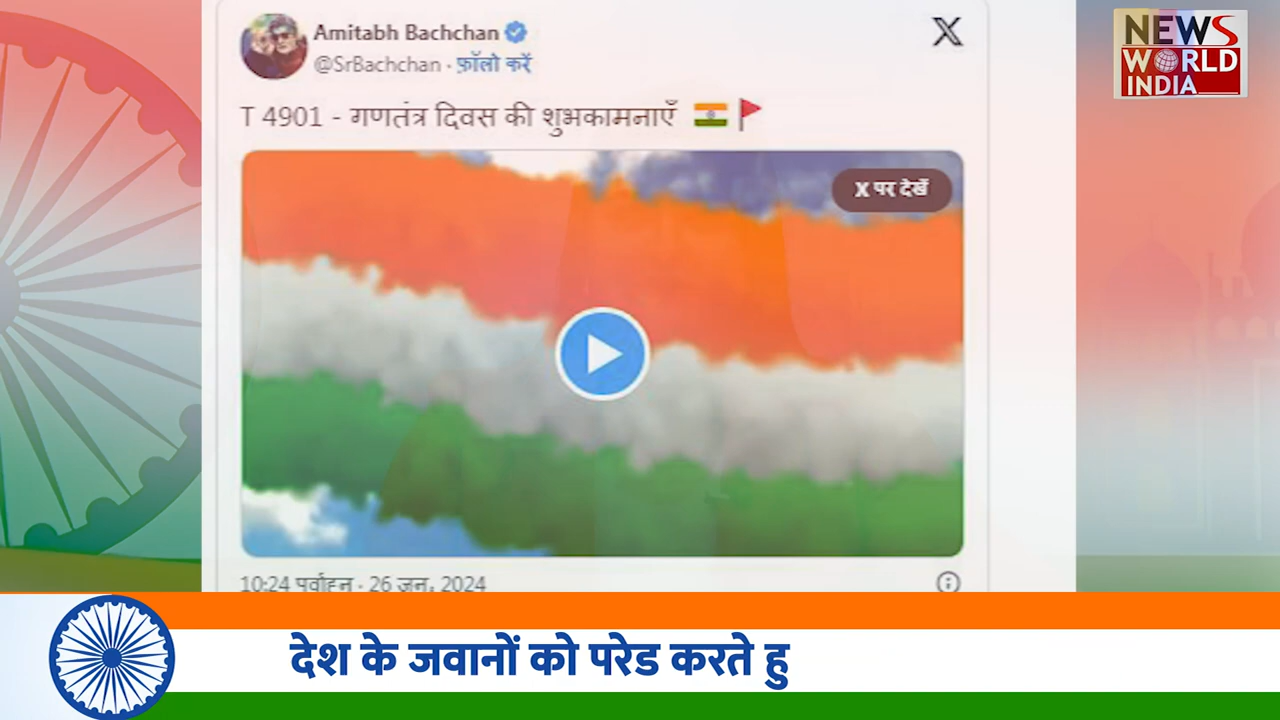 Amitabh Bachchan
@SrBachchan · फ़ॉलो करें
X
T 4901 - गणतंत्र दिवस की शुभकामनाएँ
X पर देखें
10:24 पूर्वाह्न · 26 जन॰ 2024
NEWS
WORLD
INDIA
देश के जवानों को परेड करते हु